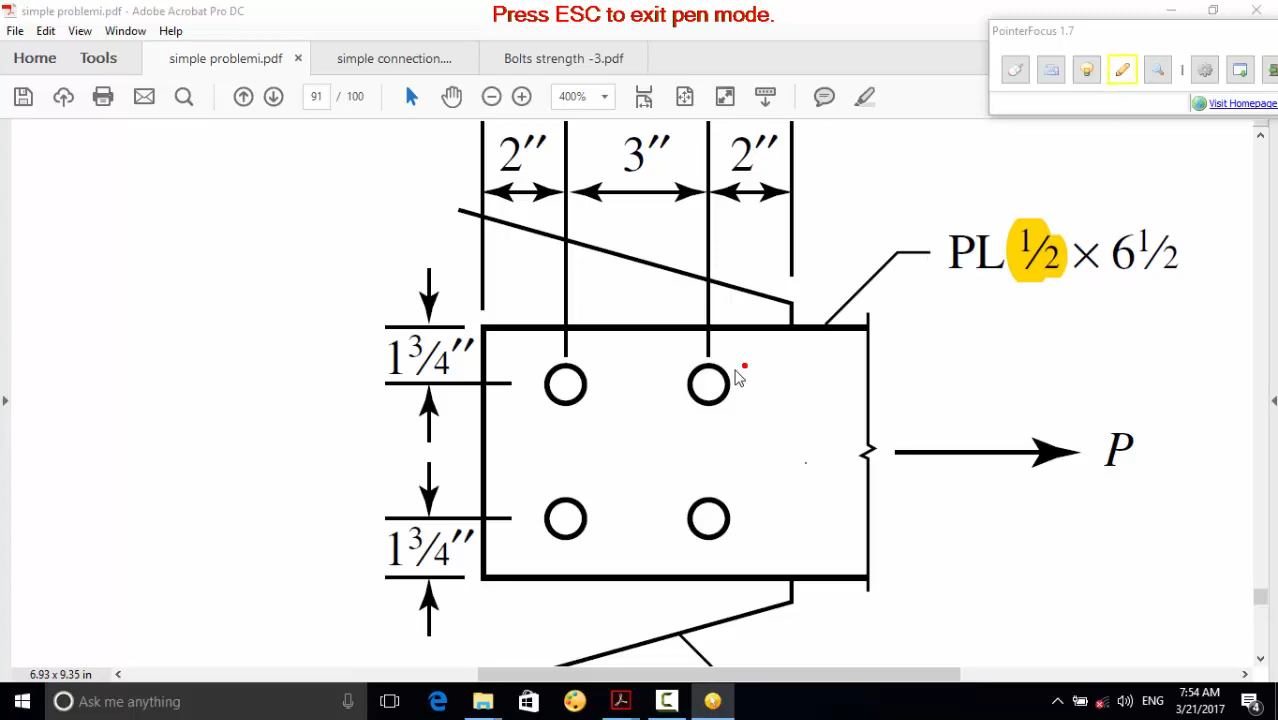 simple problemi.pdf - Adobe Acrobat Pro DC
Press ESC to exit pen mode.
File Edit View Window Help
PointerFocus 1.7
Home Tools simple problemi.pdf × simple connection.... Bolts strength -3.pdf
91 / 100 400%
Visit Homepage
2″ 3″ 2″
PL ½ × 6½
1¾″
P
1¾″
6.93 x 9.35 in
Ask me anything
ENG
7:54 AM
3/21/2017
4